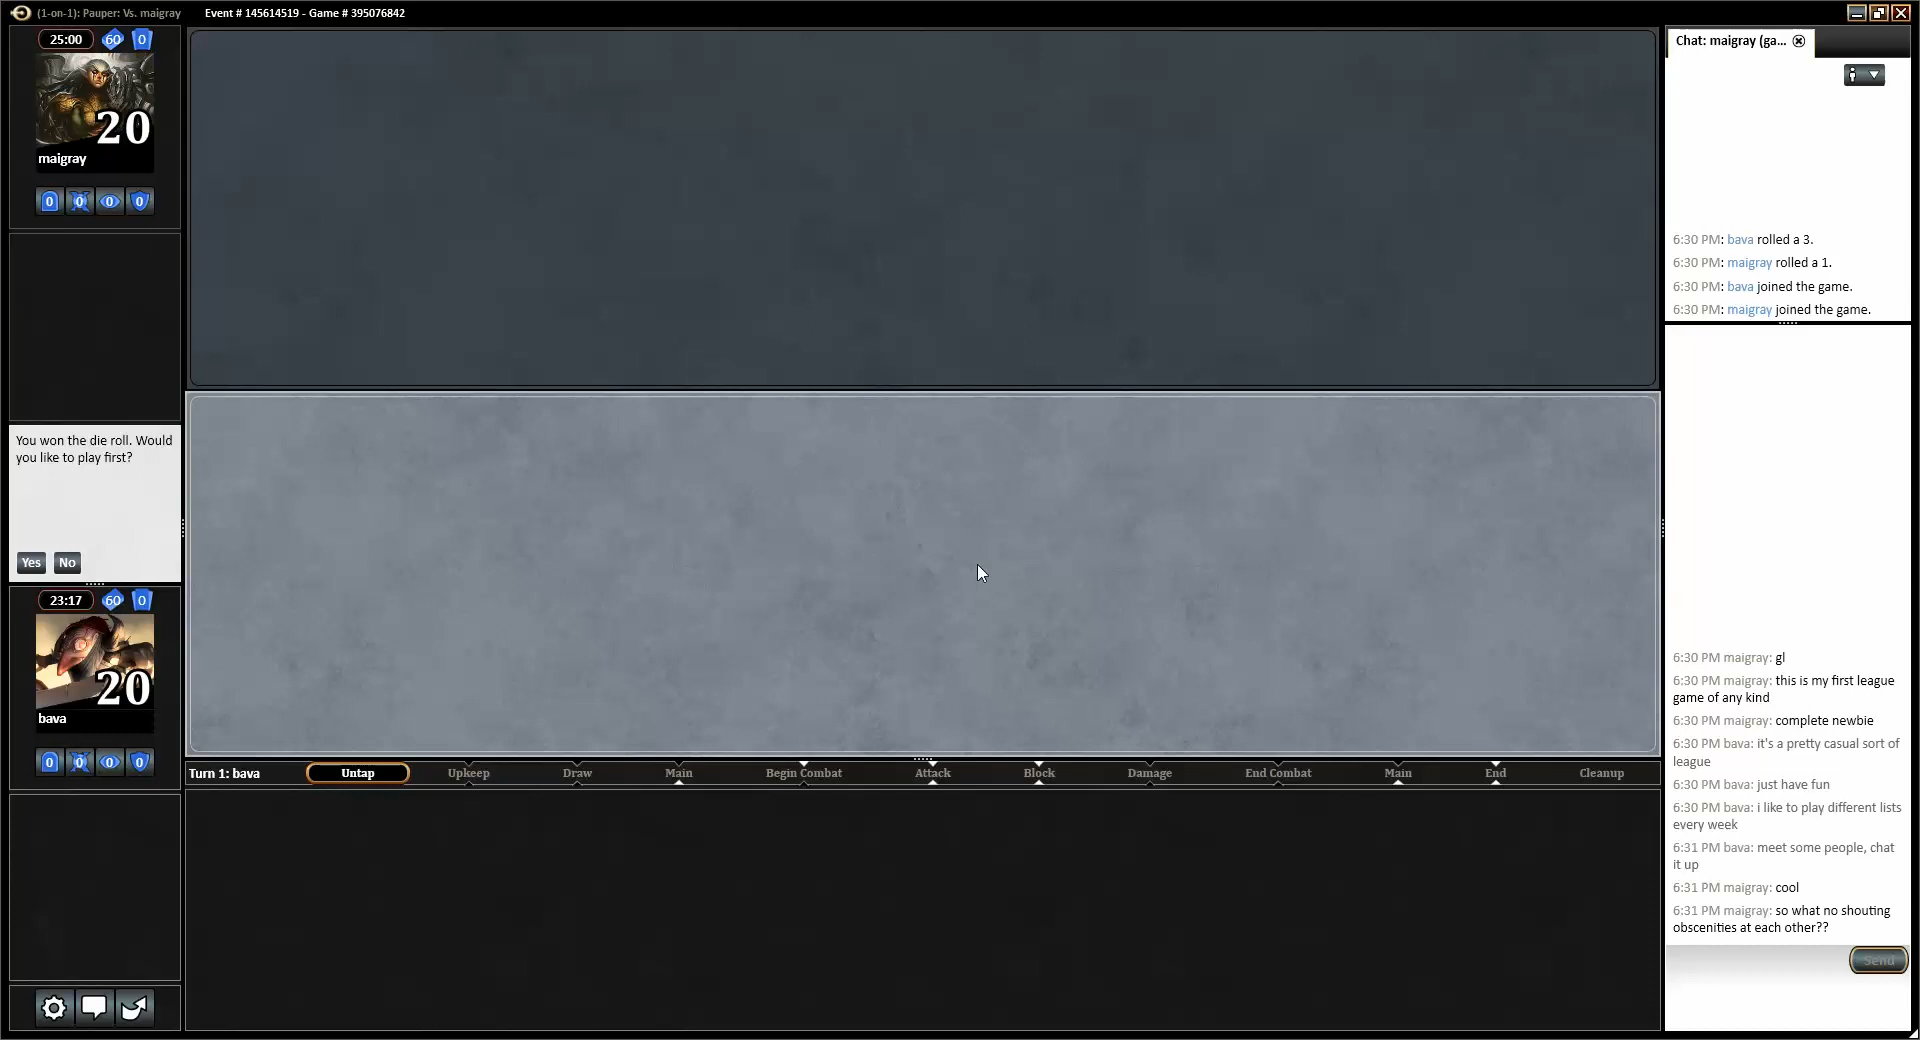 (1-on-1): Pauper: Vs. maigray
Event # 145614519 - Game # 395076842
25:00
60
0
20
maigray
0
0
0
0
You won the die roll. Would
you like to play first?
Yes
No
23:17
60
0
20
bava
0
0
0
0
Turn 1: bava
Untap
Upkeep
Draw
Main
Begin Combat
Attack
Block
Damage
End Combat
Main
End
Cleanup
Chat: maigray (ga...
6:30 PM: bava rolled a 3.
6:30 PM: maigray rolled a 1.
6:30 PM: bava joined the game.
6:30 PM: maigray joined the game.
6:30 PM maigray: gl
6:30 PM maigray: this is my first league
game of any kind
6:30 PM maigray: complete newbie
6:30 PM bava: it's a pretty casual sort of
league
6:30 PM bava: just have fun
6:30 PM bava: i like to play different lists
every week
6:31 PM bava: meet some people, chat
it up
6:31 PM maigray: cool
6:31 PM maigray: so what no shouting
obscenities at each other??
Send